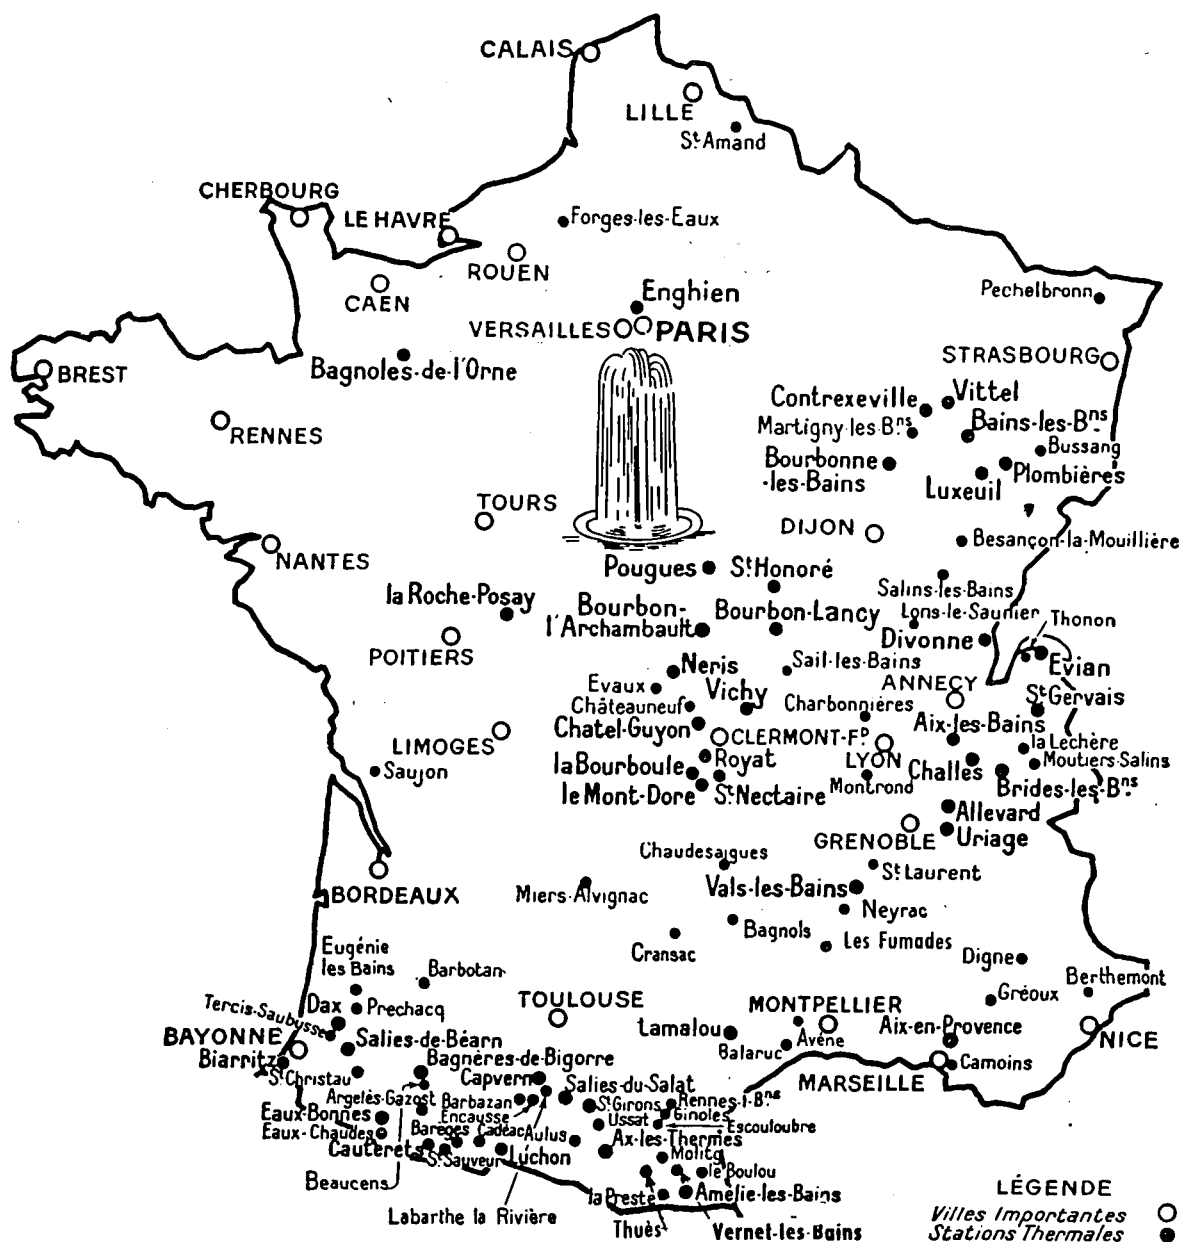 CALAIS
LILLE
St Amand
CHERBOURG
LE HAVRE
Forges-les-Eaux
ROUEN
CAEN
Pechelbronn
Enghien
VERSAILLES
PARIS
STRASBOURG
BREST
Bagnoles-de-l'Orne
Contrexeville
Vittel
Martigny-les-Bns
Bains-les-Bns
RENNES
Bussang
Bourbonne
-les-Bains
Plombières
Luxeuil
TOURS
DIJON
Besançon-la-Mouillière
NANTES
Pougues
St Honoré
Salins-les-Bains
la Roche-Posay
Bourbon-
l'Archambault
Bourbon-Lancy
Lons-le-Saunier
Thonon
Divonne
POITIERS
Evian
Neris
Sail-les-Bains
Evaux
Vichy
ANNECY
St Gervais
Châteauneuf
Charbonnières
Chatel-Guyon
Aix-les-Bains
LIMOGES
CLERMONT-Fd
la Léchère
Saujon
Royat
LYON
Moutiers-Salins
la Bourboule
Montrond
Challes
le Mont-Dore
St Nectaire
Brides-les-Bns
Allevard
GRENOBLE
Uriage
Chaudesaigues
St Laurent
BORDEAUX
Miers-Alvignac
Vals-les-Bains
Neyrac
Bagnols
Les Fumades
Cransac
Eugénie
les Bains
Barbotan
Digne
Berthemont
Dax
Prechacq
TOULOUSE
MONTPELLIER
Gréoux
Tercis-Saubusse
Lamalou
Aix-en-Provence
BAYONNE
Salies-de-Béarn
Avène
NICE
Biarritz
Bagnères-de-Bigorre
Balaruc
Camoins
St Christau
Capvern
Salies-du-Salat
MARSEILLE
Argelès-Gazost
Barbazan
St Girons
Rennes-l-Bns
Eaux-Bonnes
Encausse
Ussat
Ginoles
Eaux-Chaudes
Barèges
Cadéac
Aulus
Escouloubre
Cauterets
St Sauveur
Luchon
Ax-les-Thermes
Molitg
Beaucens
le Boulou
Labarthe la Rivière
la Preste
Amélie-les-Bains
Thuès
Vernet-les-Bains
LÉGENDE
Villes Importantes
Stations Thermales